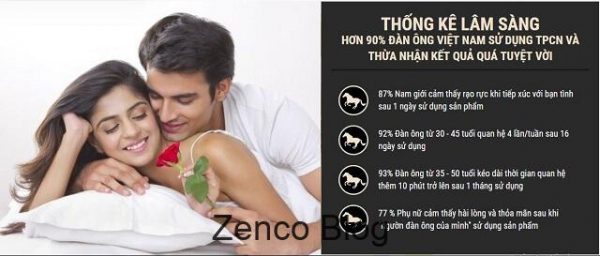 THỐNG KÊ LÂM SÀNG
HƠN 90% ĐÀN ÔNG VIỆT NAM SỬ DỤNG TPCN VÀ
THỪA NHẬN KẾT QUẢ QUÁ TUYỆT VỜI
87% Nam giới cảm thấy rạo rực khi tiếp xúc với bạn tình
sau 1 ngày sử dụng sản phẩm
92% Đàn ông từ 30 - 45 tuổi quan hệ 4 lần/tuần sau 16
ngày sử dụng
93% Đàn ông từ 35 - 50 tuổi kéo dài thời gian quan hệ
thêm 10 phút trở lên sau 1 tháng sử dụng
77 % Phụ nữ cảm thấy hài lòng và thỏa mãn sau khi
"người đàn ông của mình" sử dụng sản phẩm
Zenco Blog